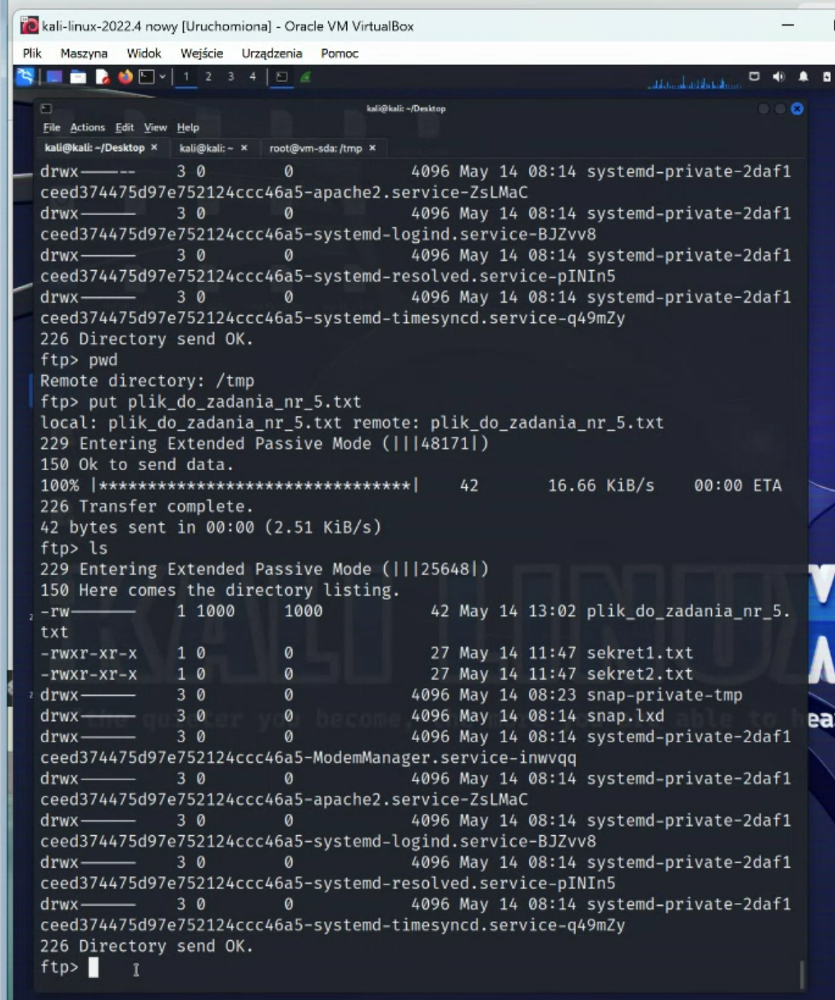 kali-linux-2022.4 nowy [Uruchomiona] - Oracle VM VirtualBox
Plik Maszyna Widok Wejście Urządzenia Pomoc
1 2 3 4
kali@kali: ~/Desktop
File Actions Edit View Help
kali@kali: ~/Desktop × kali@kali: ~ × root@vm-sda: /tmp ×
drwx------ 3 0 0 4096 May 14 08:14 systemd-private-2daf1
ceed374475d97e752124ccc46a5-apache2.service-ZsLMaC
drwx------ 3 0 0 4096 May 14 08:14 systemd-private-2daf1
ceed374475d97e752124ccc46a5-systemd-logind.service-BJZvv8
drwx------ 3 0 0 4096 May 14 08:14 systemd-private-2daf1
ceed374475d97e752124ccc46a5-systemd-resolved.service-pINIn5
drwx------ 3 0 0 4096 May 14 08:14 systemd-private-2daf1
ceed374475d97e752124ccc46a5-systemd-timesyncd.service-q49mZy
226 Directory send OK.
ftp> pwd
Remote directory: /tmp
ftp> put plik_do_zadania_nr_5.txt
local: plik_do_zadania_nr_5.txt remote: plik_do_zadania_nr_5.txt
229 Entering Extended Passive Mode (|||48171|)
150 Ok to send data.
100% |********************************| 42 16.66 KiB/s 00:00 ETA
226 Transfer complete.
42 bytes sent in 00:00 (2.51 KiB/s)
ftp> ls
229 Entering Extended Passive Mode (|||25648|)
150 Here comes the directory listing.
-rw------- 1 1000 1000 42 May 14 13:02 plik_do_zadania_nr_5.
txt
-rwxr-xr-x 1 0 0 27 May 14 11:47 sekret1.txt
-rwxr-xr-x 1 0 0 27 May 14 11:47 sekret2.txt
drwx------ 3 0 0 4096 May 14 08:23 snap-private-tmp
drwx------ 3 0 0 4096 May 14 08:14 snap.lxd
drwx------ 3 0 0 4096 May 14 08:14 systemd-private-2daf1
ceed374475d97e752124ccc46a5-ModemManager.service-inwvqq
drwx------ 3 0 0 4096 May 14 08:14 systemd-private-2daf1
ceed374475d97e752124ccc46a5-apache2.service-ZsLMaC
drwx------ 3 0 0 4096 May 14 08:14 systemd-private-2daf1
ceed374475d97e752124ccc46a5-systemd-logind.service-BJZvv8
drwx------ 3 0 0 4096 May 14 08:14 systemd-private-2daf1
ceed374475d97e752124ccc46a5-systemd-resolved.service-pINIn5
drwx------ 3 0 0 4096 May 14 08:14 systemd-private-2daf1
ceed374475d97e752124ccc46a5-systemd-timesyncd.service-q49mZy
226 Directory send OK.
ftp>
KALI LINUX